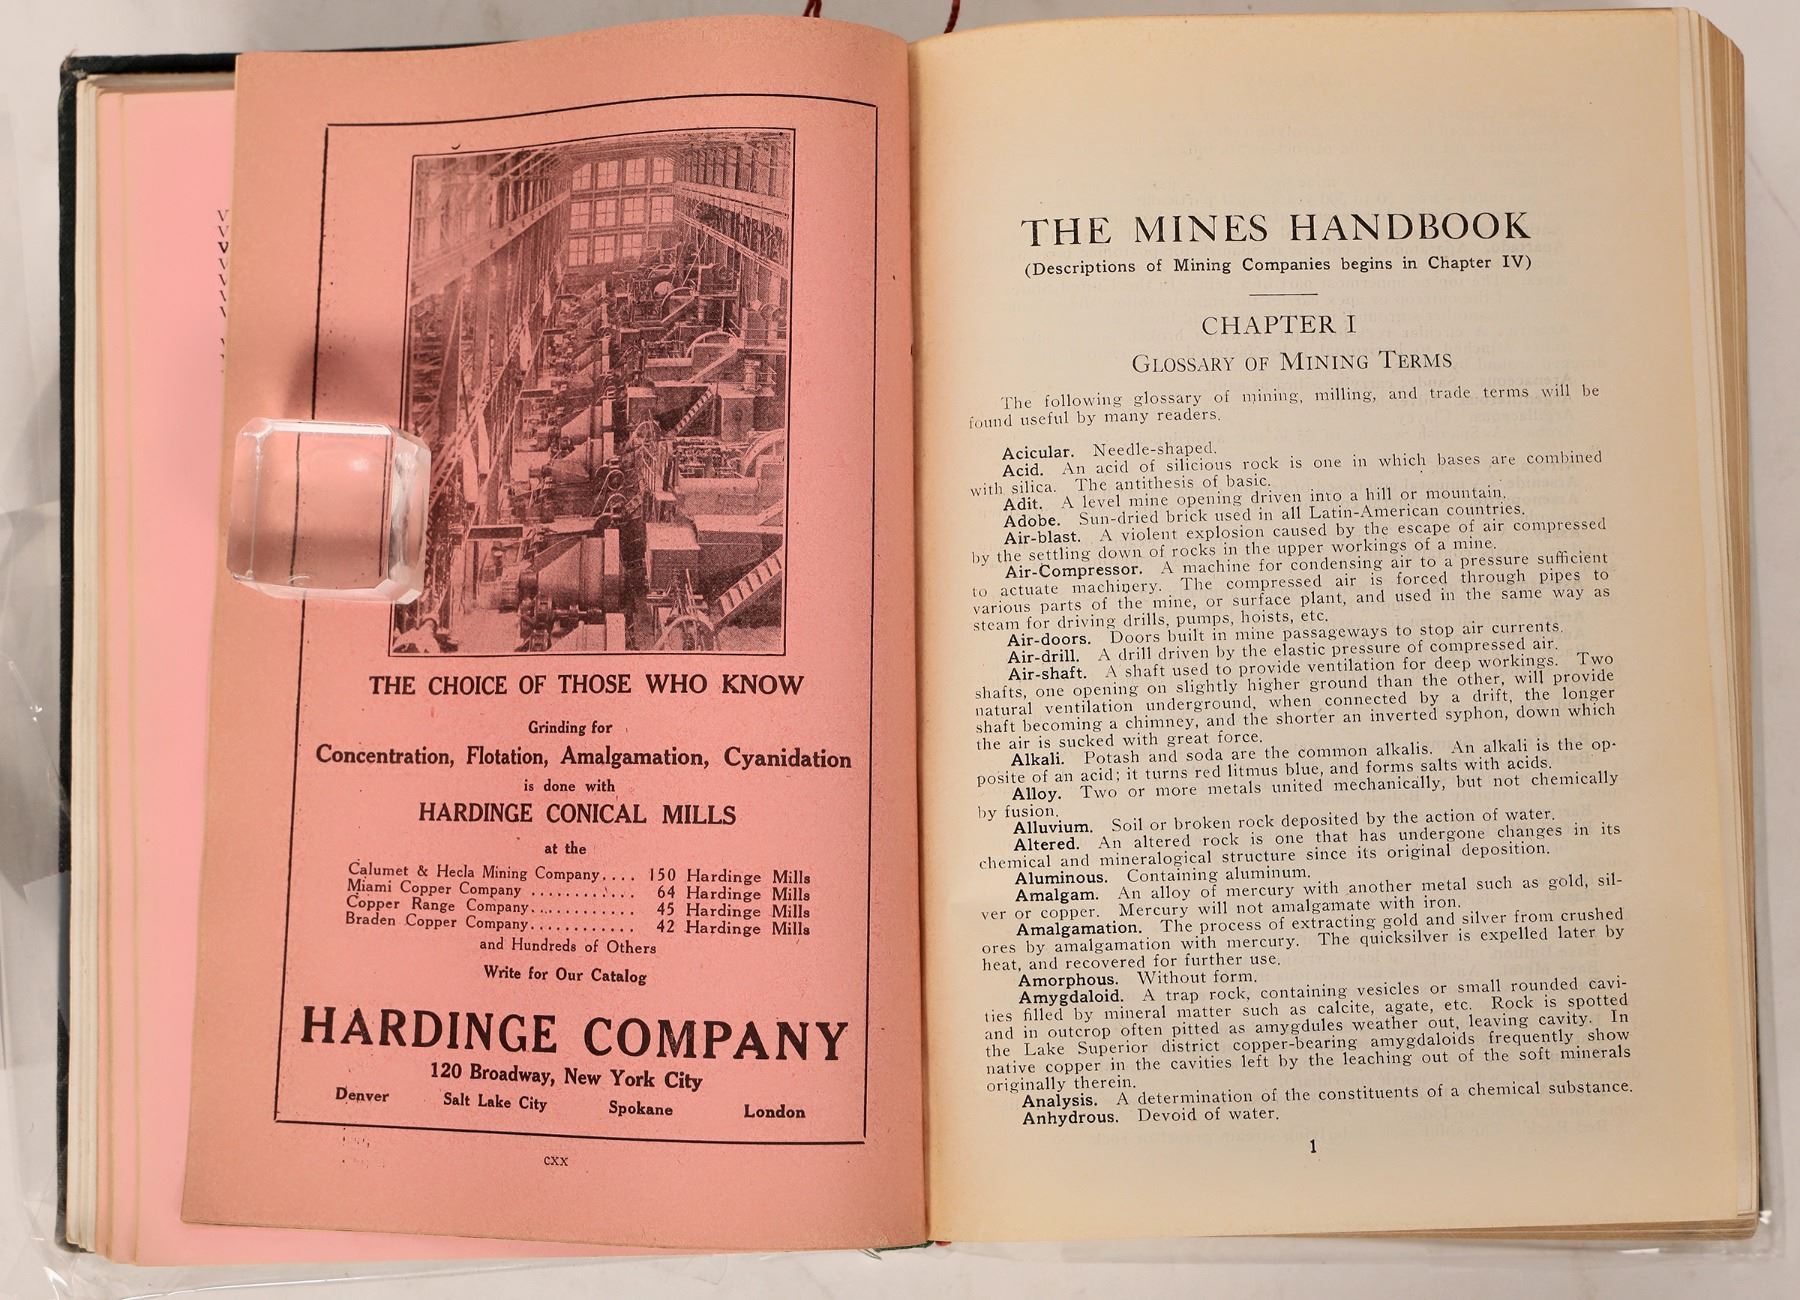 THE CHOICE OF THOSE WHO KNOW
Grinding for
Concentration, Flotation, Amalgamation, Cyanidation
is done with
HARDINGE CONICAL MILLS
at the
Calumet & Hecla Mining Company.... 150 Hardinge Mills
Miami Copper Company ............ 64 Hardinge Mills
Copper Range Company............ 45 Hardinge Mills
Braden Copper Company............ 42 Hardinge Mills
and Hundreds of Others
Write for Our Catalog
HARDINGE COMPANY
120 Broadway, New York City
Denver Salt Lake City Spokane London
CXX
THE MINES HANDBOOK
(Descriptions of Mining Companies begins in Chapter IV)
CHAPTER I
GLOSSARY OF MINING TERMS
The following glossary of mining, milling, and trade terms will be
found useful by many readers.
Acicular. Needle-shaped.
Acid. An acid of silicious rock is one in which bases are combined
with silica. The antithesis of basic.
Adit. A level mine opening driven into a hill or mountain.
Adobe. Sun-dried brick used in all Latin-American countries.
Air-blast. A violent explosion caused by the escape of air compressed
by the settling down of rocks in the upper workings of a mine.
Air-Compressor. A machine for condensing air to a pressure sufficient
to actuate machinery. The compressed air is forced through pipes to
various parts of the mine, or surface plant, and used in the same way as
steam for driving drills, pumps, hoists, etc.
Air-doors. Doors built in mine passageways to stop air currents.
Air-drill. A drill driven by the elastic pressure of compressed air.
Air-shaft. A shaft used to provide ventilation for deep workings. Two
shafts, one opening on slightly higher ground than the other, will provide
natural ventilation underground, when connected by a drift, the longer
shaft becoming a chimney, and the shorter an inverted syphon, down which
the air is sucked with great force.
Alkali. Potash and soda are the common alkalis. An alkali is the op-
posite of an acid; it turns red litmus blue, and forms salts with acids.
Alloy. Two or more metals united mechanically, but not chemically
by fusion.
Alluvium. Soil or broken rock deposited by the action of water.
Altered. An altered rock is one that has undergone changes in its
chemical and mineralogical structure since its original deposition.
Aluminous. Containing aluminum.
Amalgam. An alloy of mercury with another metal such as gold, sil-
ver or copper. Mercury will not amalgamate with iron.
Amalgamation. The process of extracting gold and silver from crushed
ores by amalgamation with mercury. The quicksilver is expelled later by
heat, and recovered for further use.
Amorphous. Without form.
Amygdaloid. A trap rock, containing vesicles or small rounded cavi-
ties filled by mineral matter such as calcite, agate, etc. Rock is spotted
and in outcrop often pitted as amygdules weather out, leaving cavity. In
the Lake Superior district copper-bearing amygdaloids frequently show
native copper in the cavities left by the leaching out of the soft minerals
originally therein.
Analysis. A determination of the constituents of a chemical substance.
Anhydrous. Devoid of water.
1